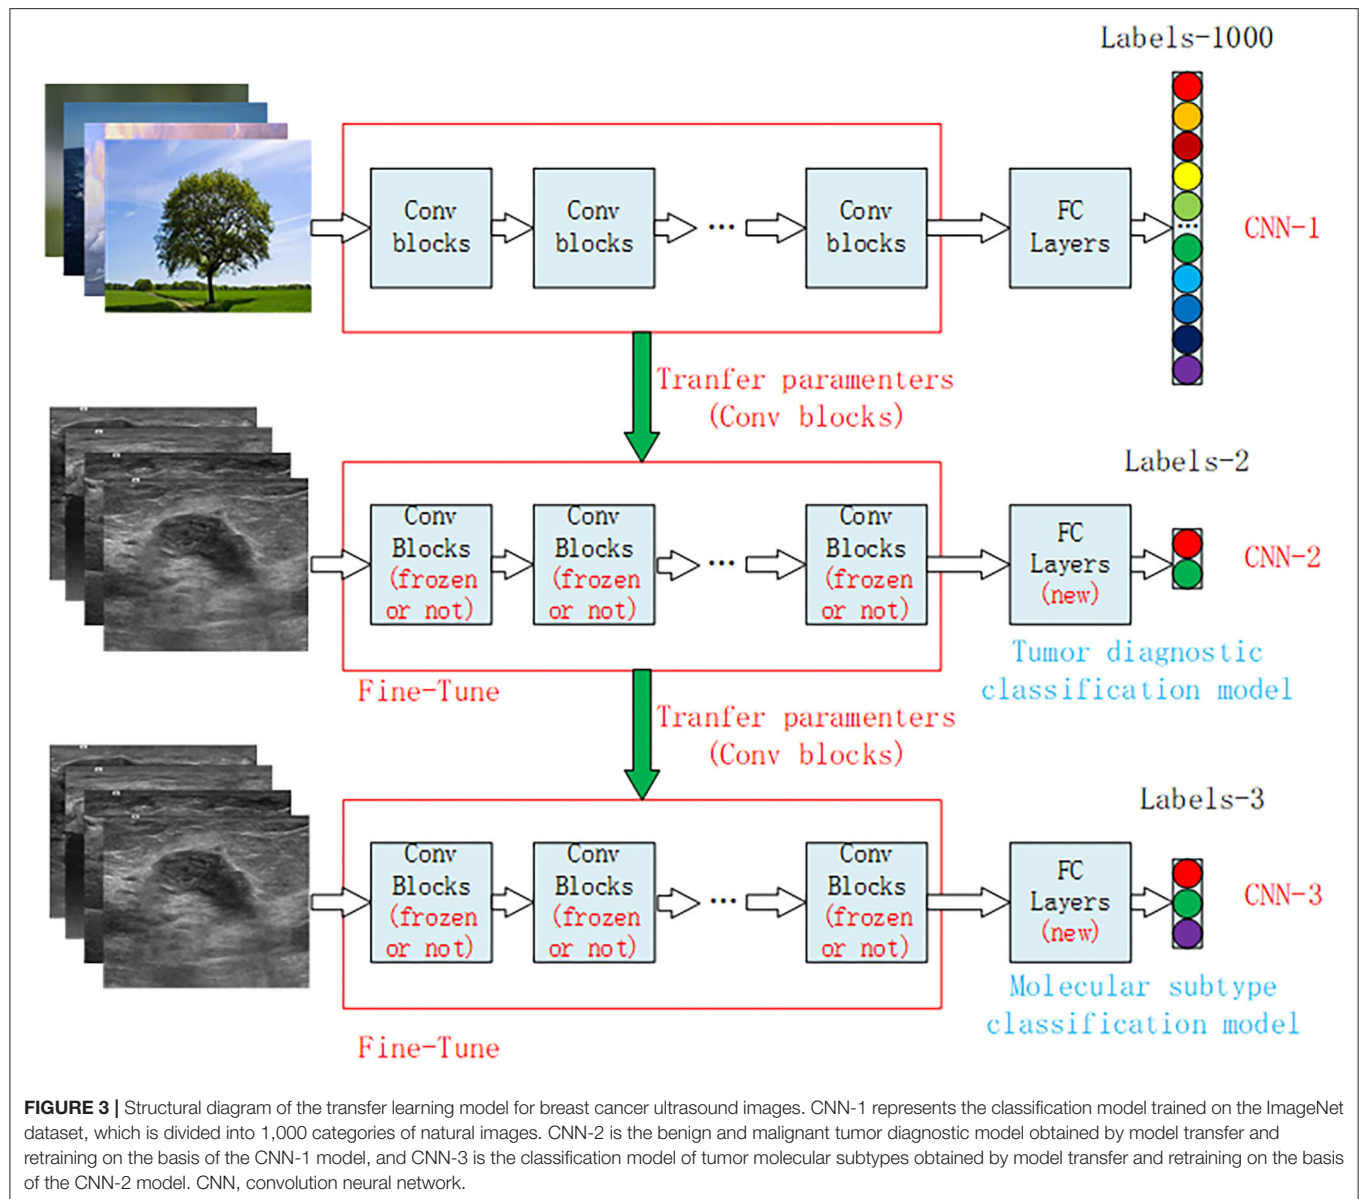 Labels-1000
Conv
blocks
Conv
blocks
...
Conv
blocks
FC
Layers
...
CNN-1
Tranfer paramenters
(Conv blocks)
Labels-2
Conv
Blocks
(frozen
or not)
Conv
Blocks
(frozen
or not)
...
Conv
Blocks
(frozen
or not)
FC
Layers
(new)
CNN-2
Tumor diagnostic
classification model
Fine-Tune
Tranfer paramenters
(Conv blocks)
Labels-3
Conv
Blocks
(frozen
or not)
Conv
Blocks
(frozen
or not)
...
Conv
Blocks
(frozen
or not)
FC
Layers
(new)
CNN-3
Molecular subtype
classification model
Fine-Tune
FIGURE 3 | Structural diagram of the transfer learning model for breast cancer ultrasound images. CNN-1 represents the classification model trained on the ImageNet
dataset, which is divided into 1,000 categories of natural images. CNN-2 is the benign and malignant tumor diagnostic model obtained by model transfer and
retraining on the basis of the CNN-1 model, and CNN-3 is the classification model of tumor molecular subtypes obtained by model transfer and retraining on the basis
of the CNN-2 model. CNN, convolution neural network.